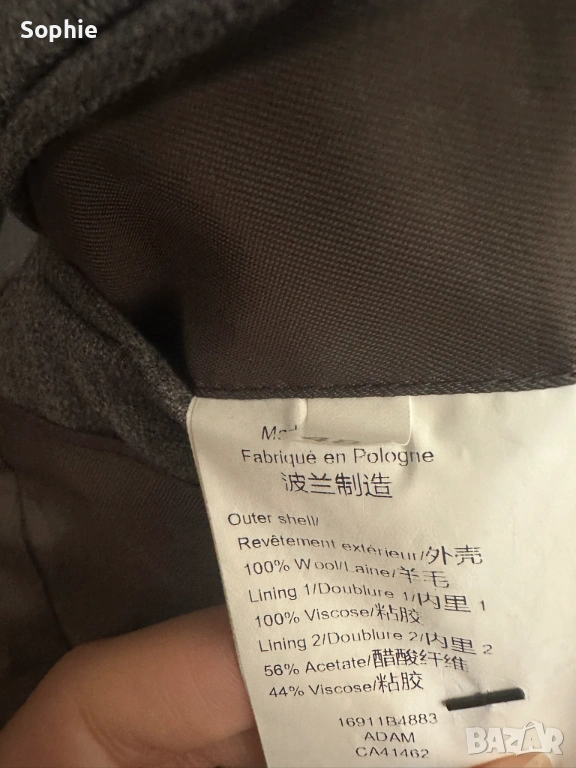 Sophie
Fabriqué en Pologne
波兰制造
Outer shell/
Revêtement extérieur/外壳
100% Wool/Laine/羊毛
Lining 1/Doublure 1/内里 1
100% Viscose/粘胶
Lining 2/Doublure 2/内里 2
56% Acetate/醋酸纤维
44% Viscose/粘胶
16911B4883
ADAM
CA41462
BAZAR